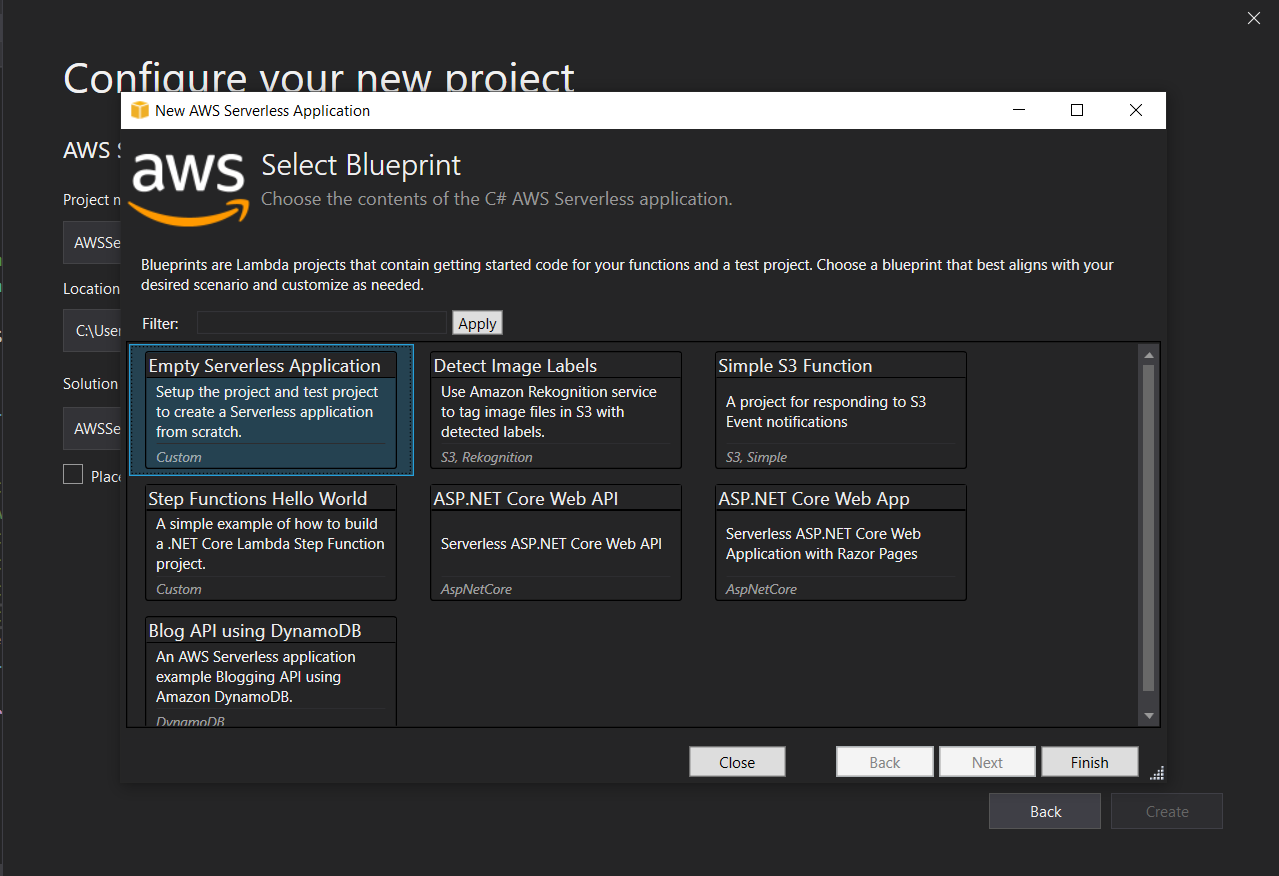 Configure your new project
New AWS Serverless Application
AWS
Project
AWSSe
Location
C:\User
Solution
AWSSe
aws
Select Blueprint
Choose the contents of the C# AWS Serverless application.
Blueprints are Lambda projects that contain getting started code for your functions and a test project. Choose a blueprint that best aligns with your
desired scenario and customize as needed.
Filter:
Apply
Empty Serverless Application
Setup the project and test project
to create a Serverless application
from scratch.
Custom
Detect Image Labels
Use Amazon Rekognition service
to tag image files in S3 with
detected labels.
S3, Rekognition
Simple S3 Function
A project for responding to S3
Event notifications
S3, Simple
Step Functions Hello World
A simple example of how to build
a .NET Core Lambda Step Function
project.
Custom
ASP.NET Core Web API
Serverless ASP.NET Core Web API
AspNetCore
ASP.NET Core Web App
Serverless ASP.NET Core Web
Application with Razor Pages
AspNetCore
Blog API using DynamoDB
An AWS Serverless application
example Blogging API using
Amazon DynamoDB.
DynamoDB
Close
Back
Next
Finish
Back
Create